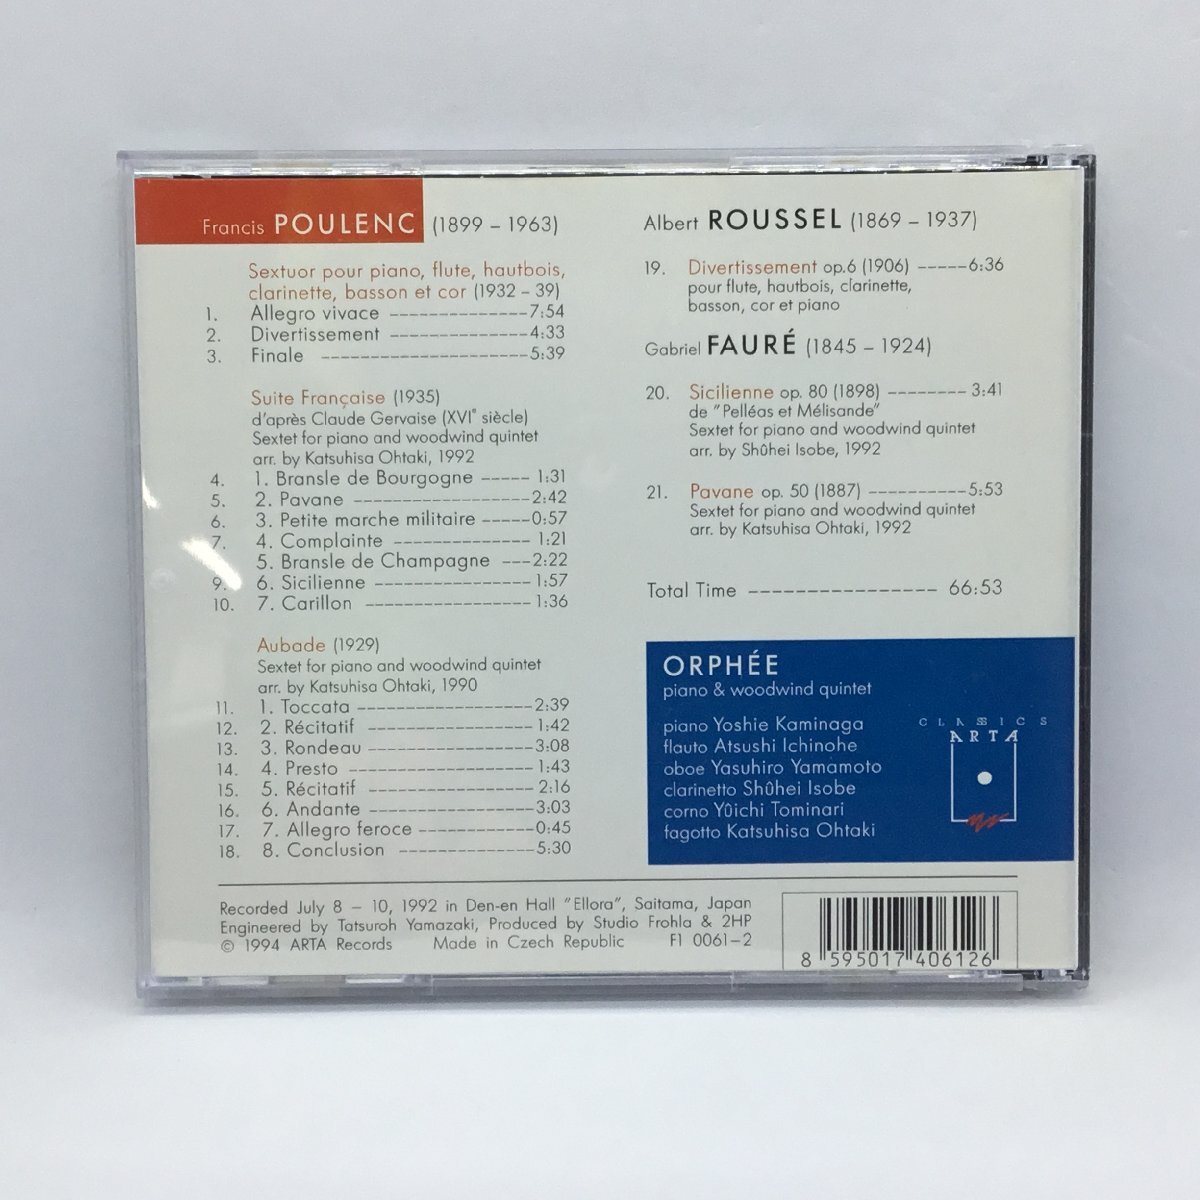 Francis POULENC (1899 – 1963)
Sextuor pour piano, flute, hautbois,
clarinette, basson et cor (1932 – 39)
1. Allegro vivace ––––––––––––––7:54
2. Divertissement ––––––––––––––4:33
3. Finale ––––––––––––––––––––5:39
Suite Française (1935)
d'après Claude Gervaise (XVIe siècle)
Sextet for piano and woodwind quintet
arr. by Katsuhisa Ohtaki, 1992
4. 1. Bransle de Bourgogne ––––– 1:31
5. 2. Pavane –––––––––––––––––2:42
6. 3. Petite marche militaire –––––0:57
7. 4. Complainte –––––––––––––– 1:21
5. Bransle de Champagne –––2:22
9. 6. Sicilienne ––––––––––––––––1:57
10. 7. Carillon ––––––––––––––––– 1:36
Aubade (1929)
Sextet for piano and woodwind quintet
arr. by Katsuhisa Ohtaki, 1990
11. 1. Toccata ––––––––––––––––––2:39
12. 2. Récitatif –––––––––––––––––– 1:42
13. 3. Rondeau –––––––––––––––––3:08
14. 4. Presto ––––––––––––––––––– 1:43
15. 5. Récitatif ––––––––––––––––– 2:16
16. 6. Andante ––––––––––––––––––3:03
17. 7. Allegro feroce ––––––––––––0:45
18. 8. Conclusion ––––––––––––––5:30
Albert ROUSSEL (1869 – 1937)
19. Divertissement op.6 (1906) –––––6:36
pour flute, hautbois, clarinette,
basson, cor et piano
Gabriel FAURÉ (1845 – 1924)
20. Sicilienne op. 80 (1898) –––––––– 3:41
de "Pelléas et Mélisande"
Sextet for piano and woodwind quintet
arr. by Shûhei Isobe, 1992
21. Pavane op. 50 (1887) ––––––––––5:53
Sextet for piano and woodwind quintet
arr. by Katsuhisa Ohtaki, 1992
Total Time –––––––––––––––– 66:53
ORPHÉE
piano & woodwind quintet
piano Yoshie Kaminaga
flauto Atsushi Ichinohe
oboe Yasuhiro Yamamoto
clarinetto Shûhei Isobe
corno Yûichi Tominari
fagotto Katsuhisa Ohtaki
CLASSICS
ARTA
Recorded July 8 – 10, 1992 in Den-en Hall "Ellora", Saitama, Japan
Engineered by Tatsuroh Yamazaki, Produced by Studio Frohla & 2HP
© 1994 ARTA Records Made in Czech Republic F1 0061–2
8 595017 406126